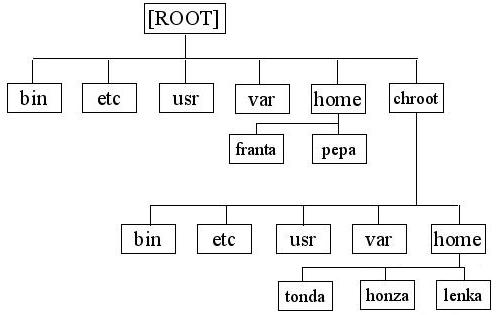 [ROOT]
bin etc usr var home chroot
franta pepa
bin etc usr var home
tonda honza lenka